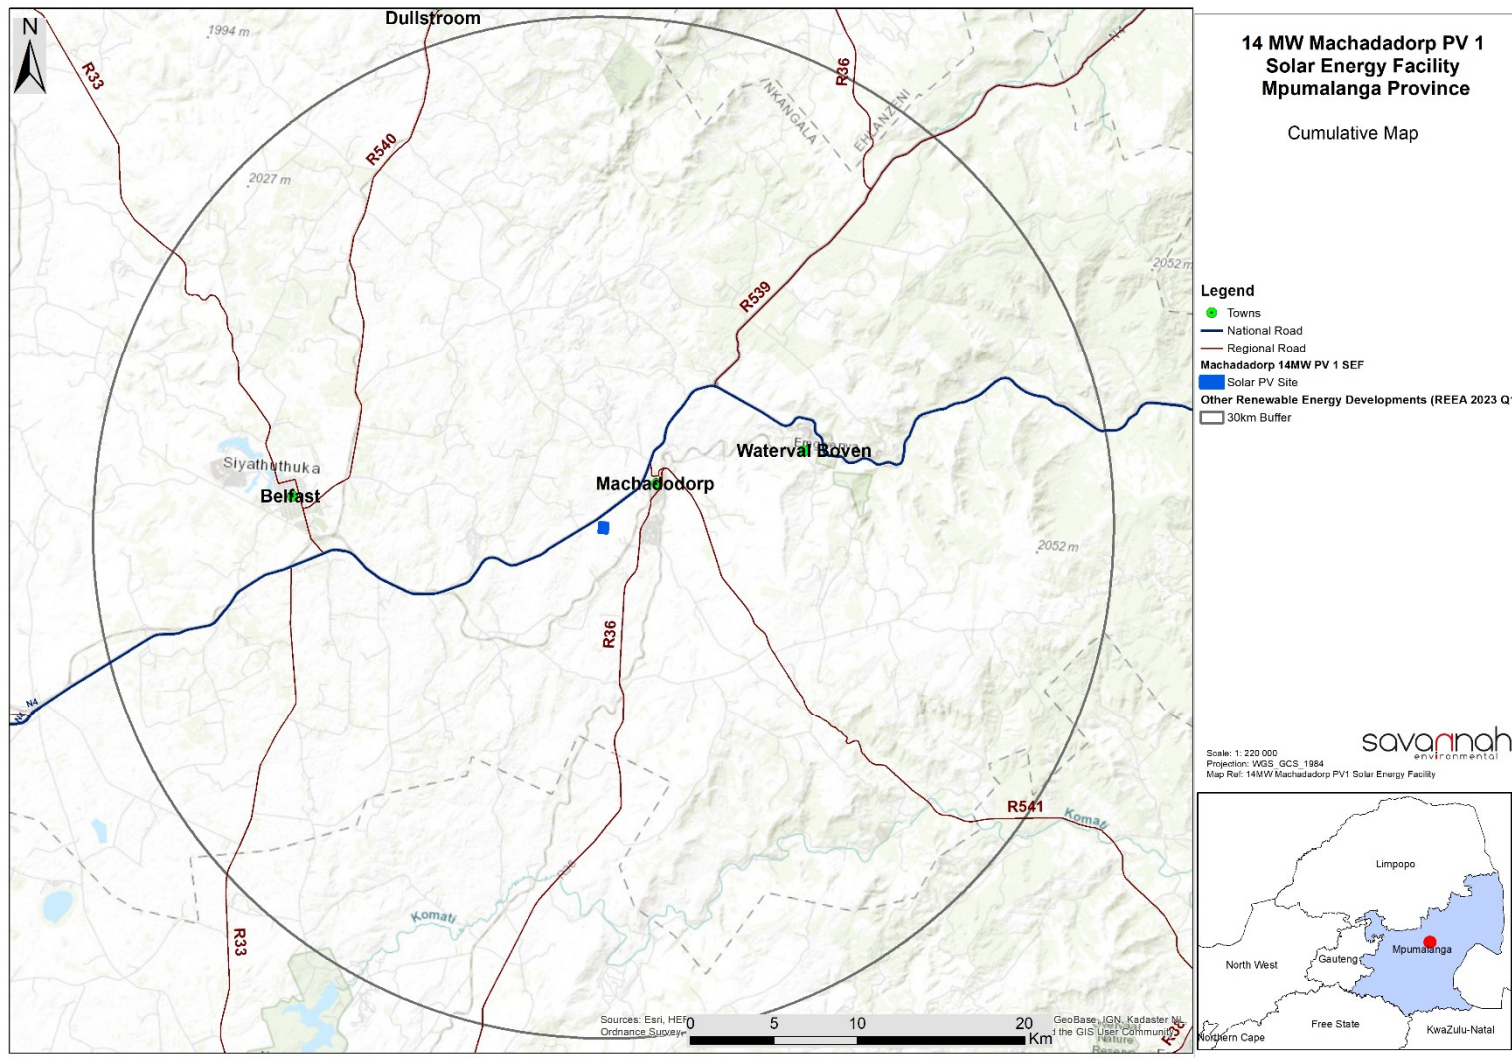 N
Dullstroom
1994 m
R33
R36
N4
NKANGALA
EHLANZENI
R540
2027 m
2052 m
R539
Siyathuthuka
Belfast
Waterval Boven
Machadodorp
2052 m
R36
N4
N4
R541
Komati
R36
Komati
R33
Sources: Esri, HER
Ordnance Survey,
0 5 10 20
Km
GeoBase, IGN, Kadaster NL,
the GIS User Community
Nature
14 MW Machadadorp PV 1
Solar Energy Facility
Mpumalanga Province
Cumulative Map
Legend
Towns
National Road
Regional Road
Machadadorp 14MW PV 1 SEF
Solar PV Site
Other Renewable Energy Developments (REEA 2023 Q
30km Buffer
savannah
environmental
Scale: 1: 220 000
Projection: WGS_GCS_1984
Map Ref: 14MW Machadadorp PV1 Solar Energy Facility
Limpopo
Mpumalanga
North West
Gauteng
Free State
KwaZulu-Natal
Northern Cape